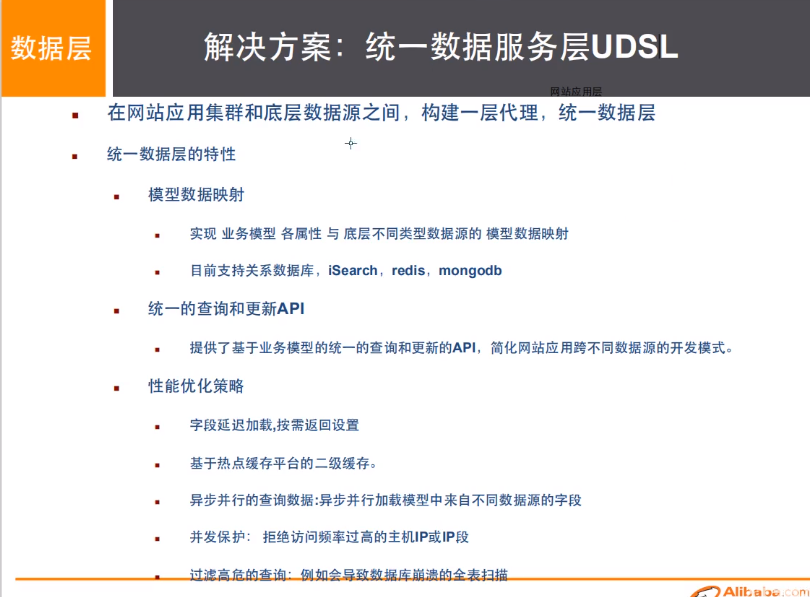 数据层
解决方案：统一数据服务层UDSL
网站应用层
在网站应用集群和底层数据源之间，构建一层代理，统一数据层
统一数据层的特性
模型数据映射
实现 业务模型 各属性 与 底层不同类型数据源的 模型数据映射
目前支持关系数据库，iSearch，redis，mongodb
统一的查询和更新API
提供了基于业务模型的统一的查询和更新的API，简化网站应用跨不同数据源的开发模式。
性能优化策略
字段延迟加载,按需返回设置
基于热点缓存平台的二级缓存。
异步并行的查询数据:异步并行加载模型中来自不同数据源的字段
并发保护： 拒绝访问频率过高的主机IP或IP段
过滤高危的查询：例如会导致数据库崩溃的全表扫描